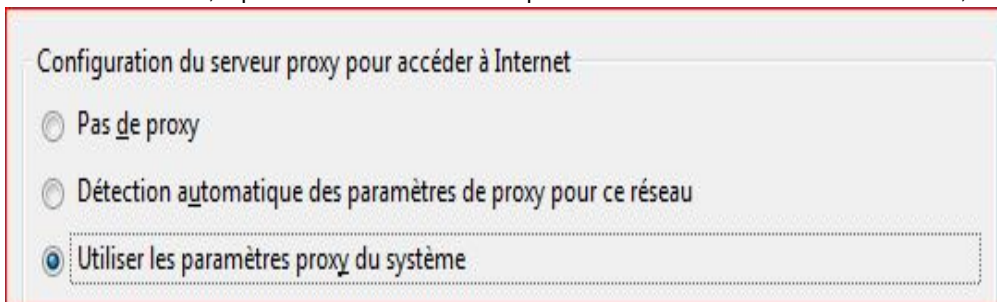 Configuration du serveur proxy pour accéder à Internet
Pas de proxy
Détection automatique des paramètres de proxy pour ce réseau
Utiliser les paramètres proxy du système